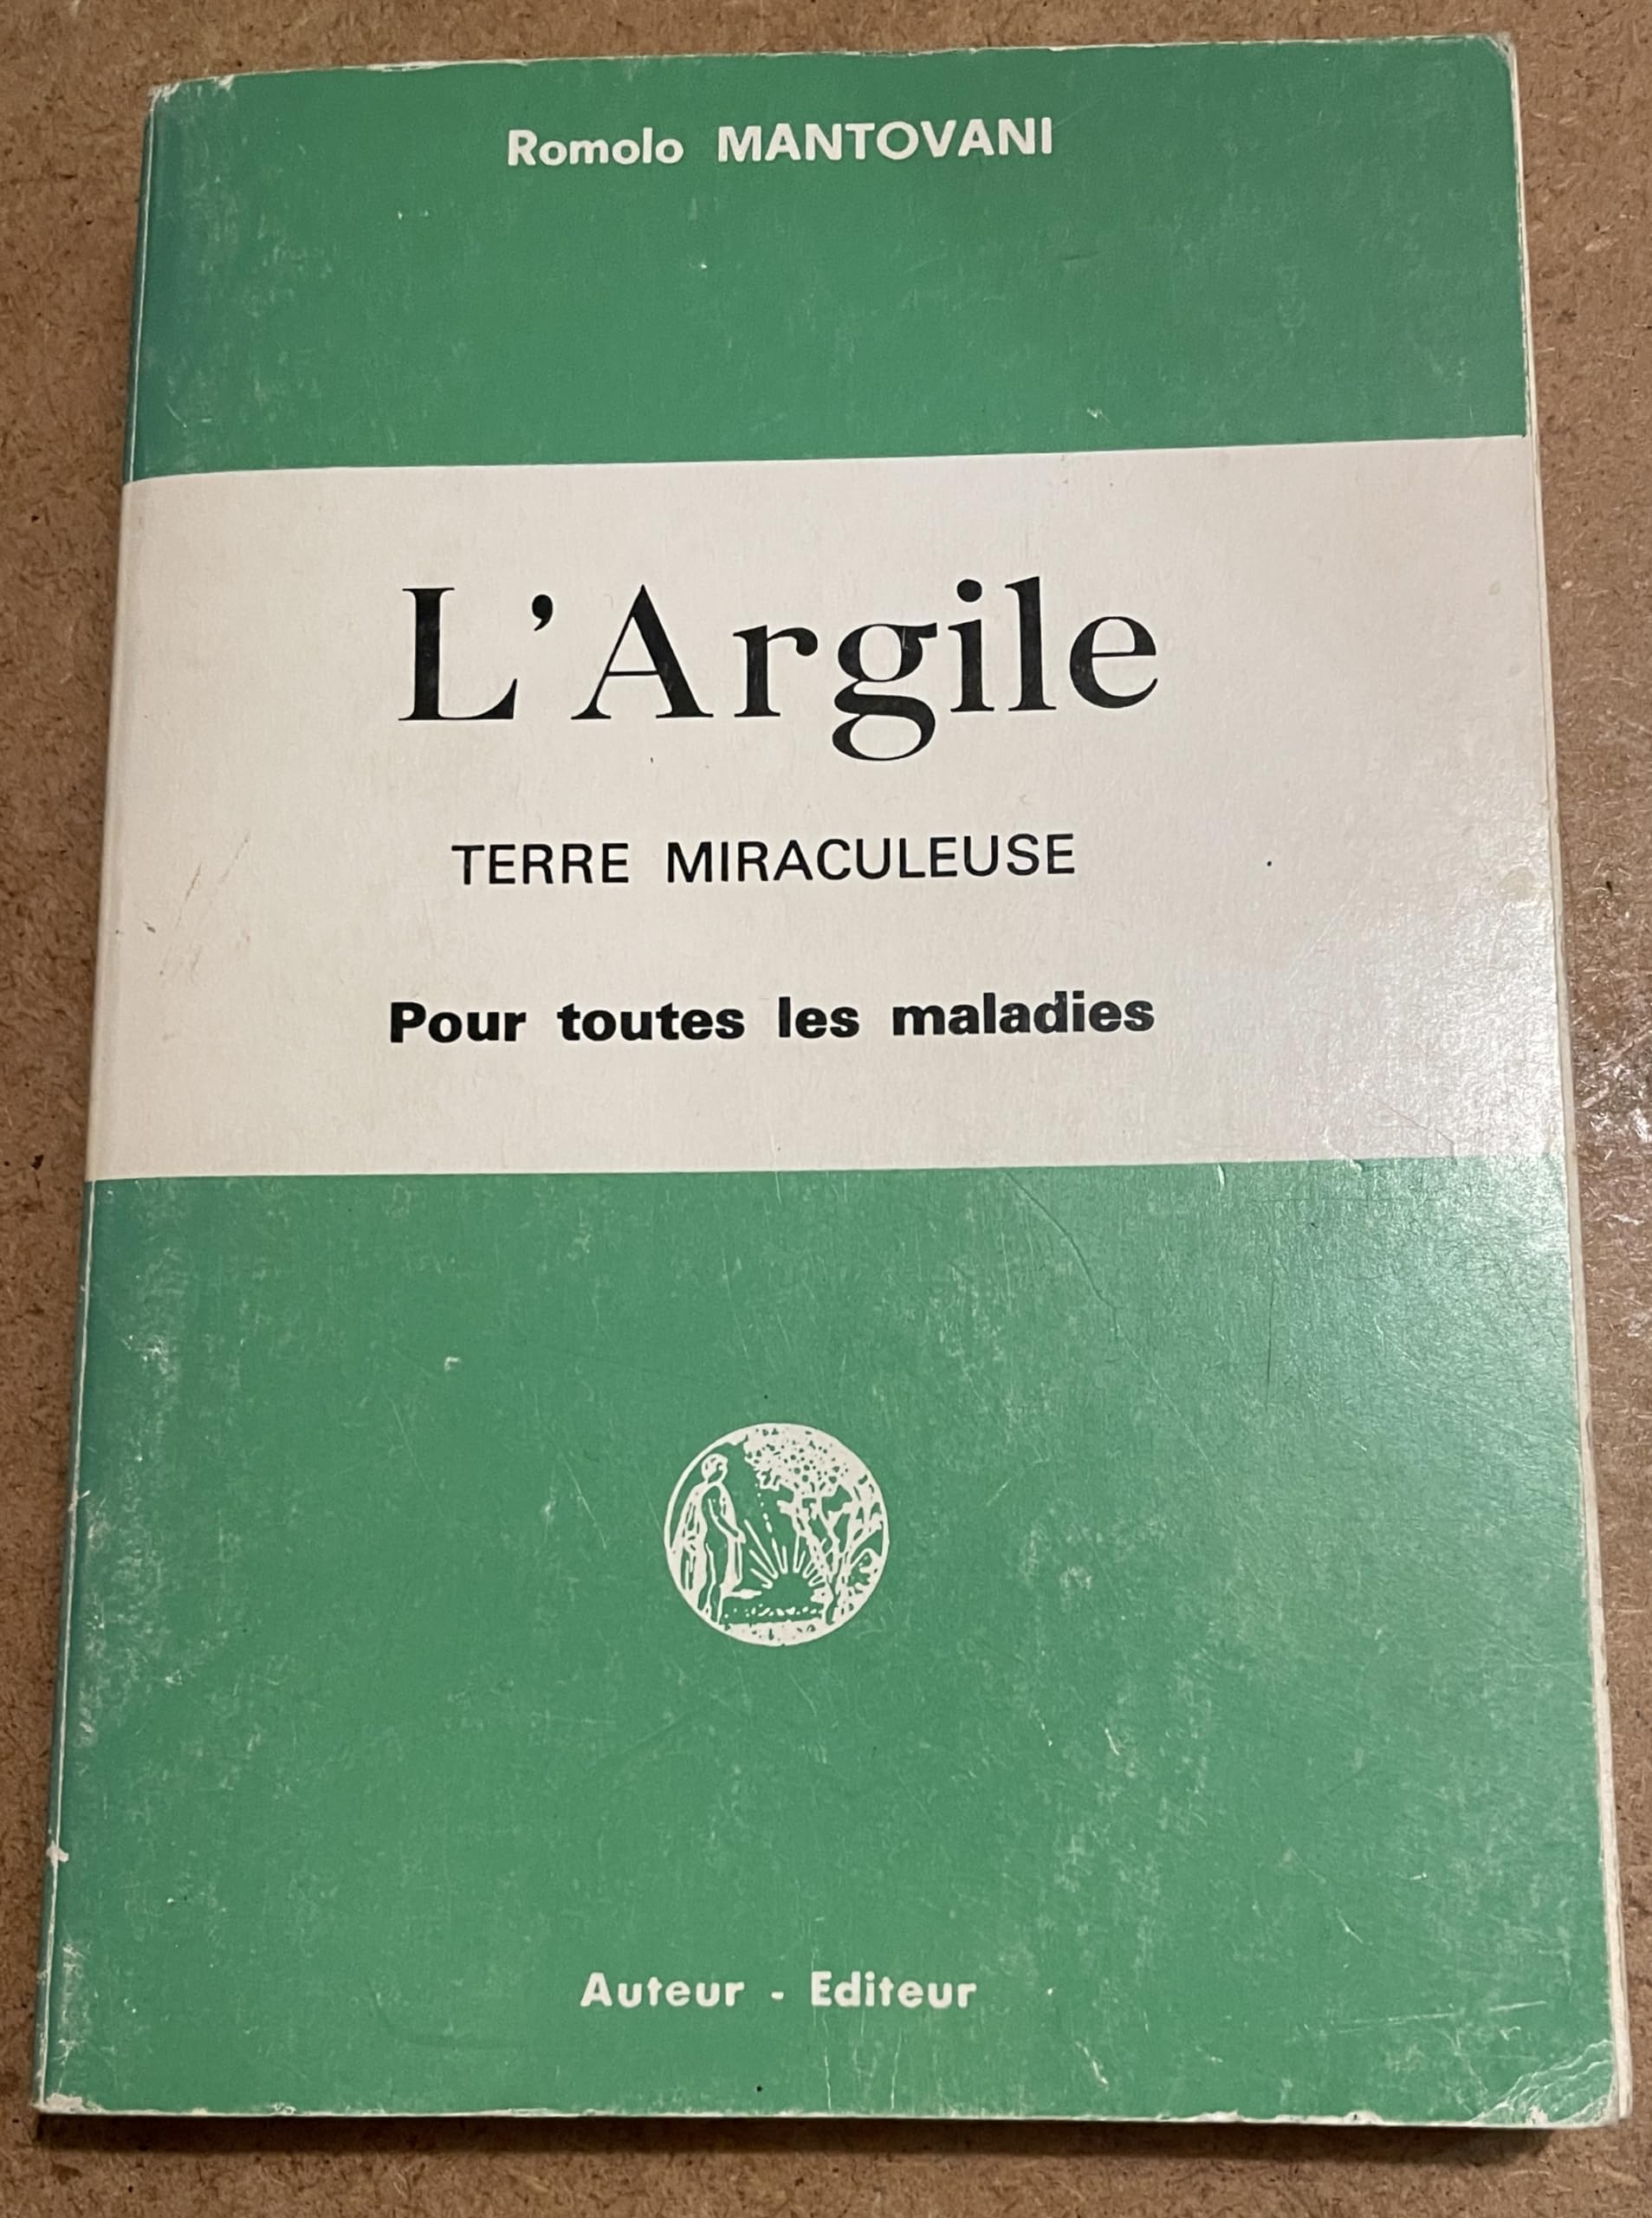 Romolo MANTOVANI
L'Argile
TERRE MIRACULEUSE
Pour toutes les maladies
Auteur - Editeur